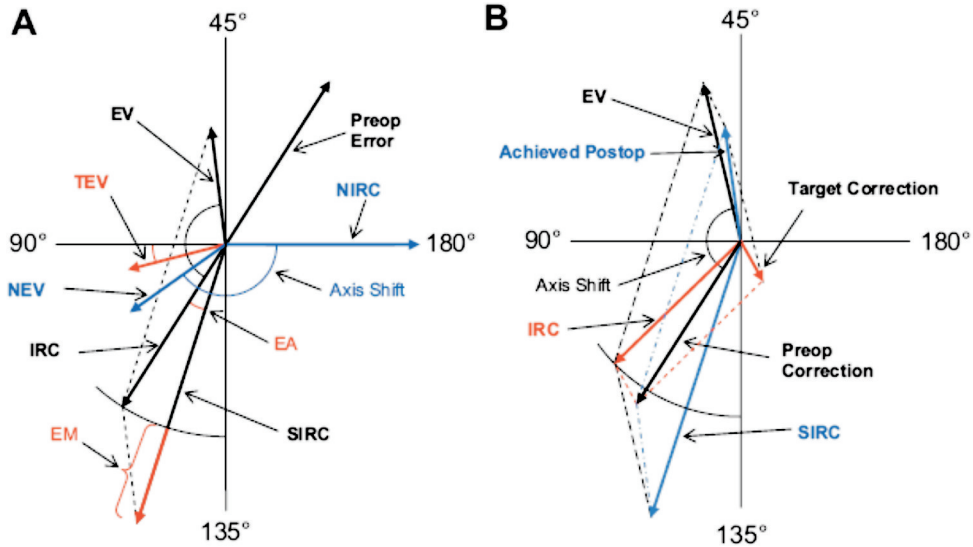 A
45°
EV
Preop
Error
TEV
NIRC
90°
180°
NEV
Axis Shift
IRC
EA
EM
SIRC
135°
B
45°
EV
Achieved Postop
Target Correction
90°
180°
Axis Shift
IRC
Preop
Correction
SIRC
135°